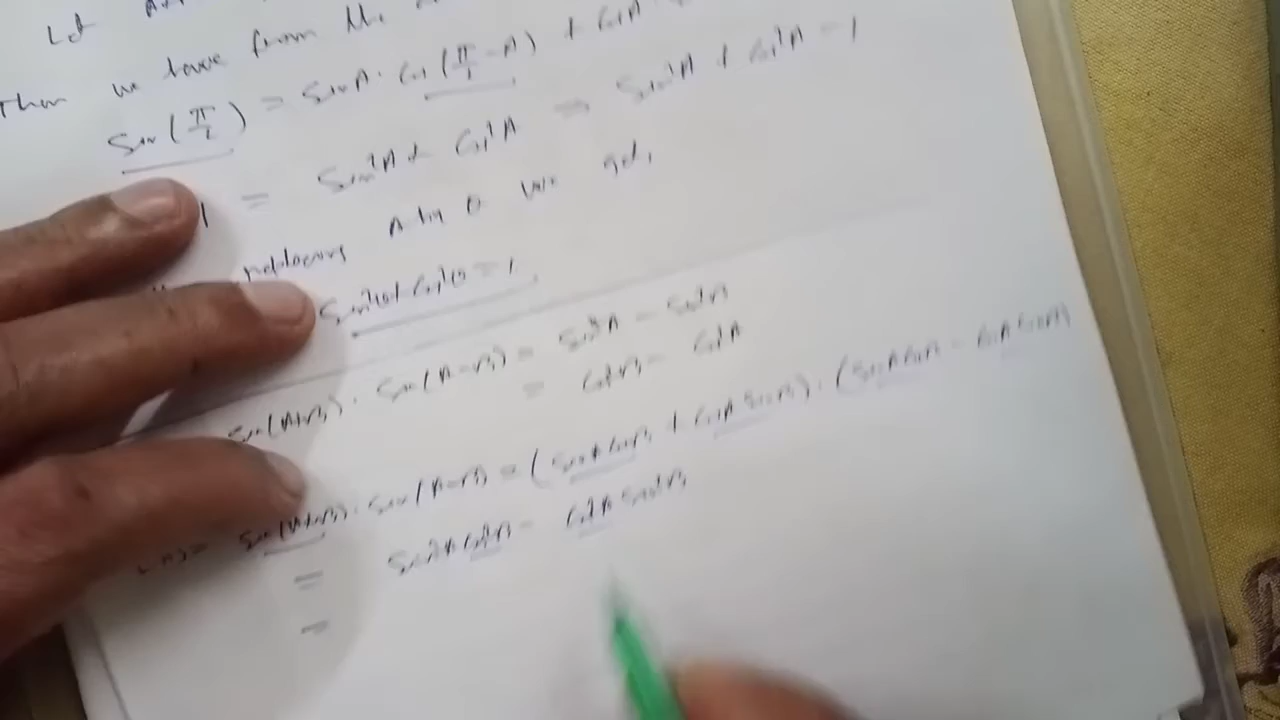 Let
Then we have from the
Sin(π/2) = SinA · Cos(π/2 - A) + CosA
1 = Sin²A + Cos²A ⇒ Sin²A + Cos²A = 1
replacing A by θ we get,
Sin²θ + Cos²θ = 1
Sin(A+B) · Sin(A-B) = Sin²A - Sin²B
= Cos²B - Cos²A
LHS = Sin(A+B) · Sin(A-B) = (SinA CosB + CosA SinB) · (SinA CosB - CosA SinB)
= Sin²A Cos²B - Cos²A Sin²B
=